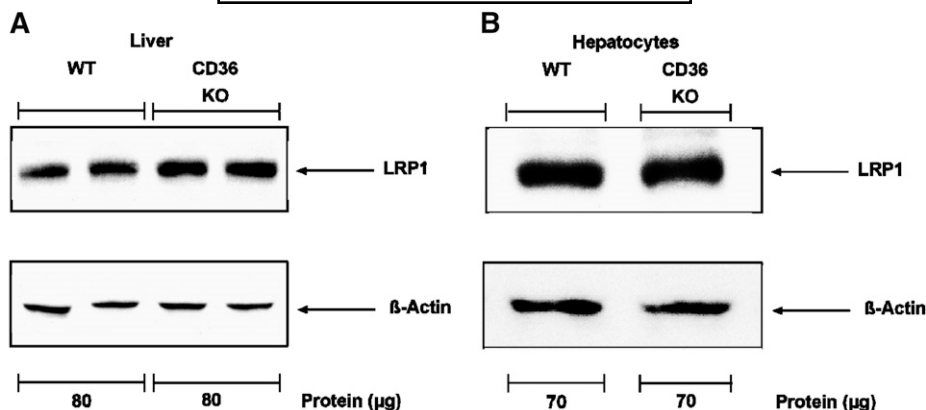 A
Liver
WT CD36
KO
LRP1
ß-Actin
80 80 Protein (µg)
B
Hepatocytes
WT CD36
KO
LRP1
ß-Actin
70 70 Protein (µg)